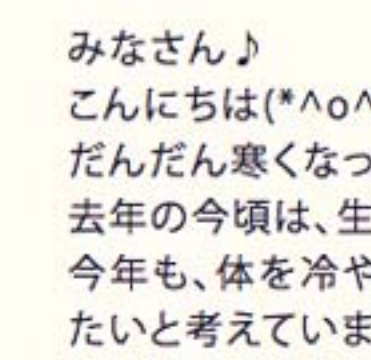 みなさん♪
こんにちは(*^o^
だんだん寒くなっ
去年の今頃は、生
今年も、体を冷や
たいと考えていま